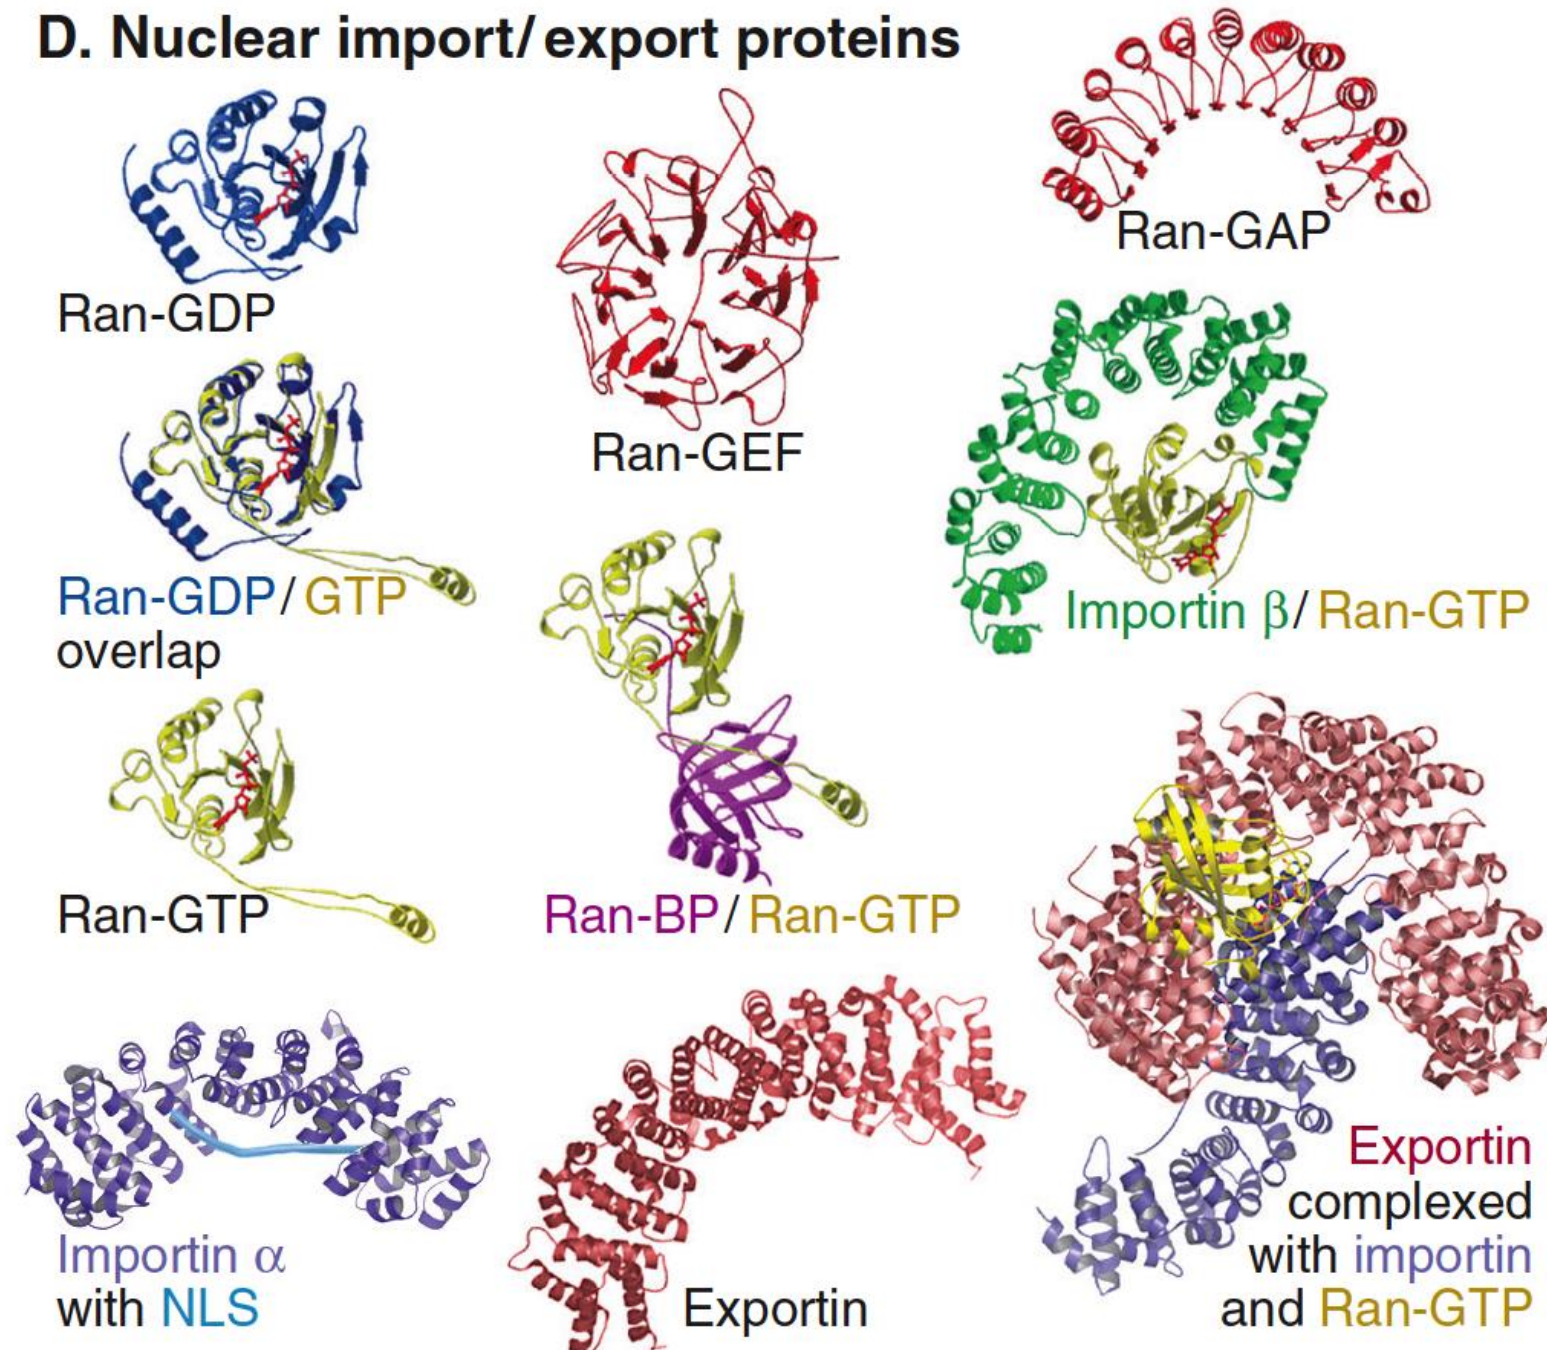 D. Nuclear import/export proteins
Ran-GDP
Ran-GEF
Ran-GAP
Ran-GDP/GTP
overlap
Importin β/Ran-GTP
Ran-GTP
Ran-BP/Ran-GTP
Importin α
with NLS
Exportin
Exportin
complexed
with importin
and Ran-GTP